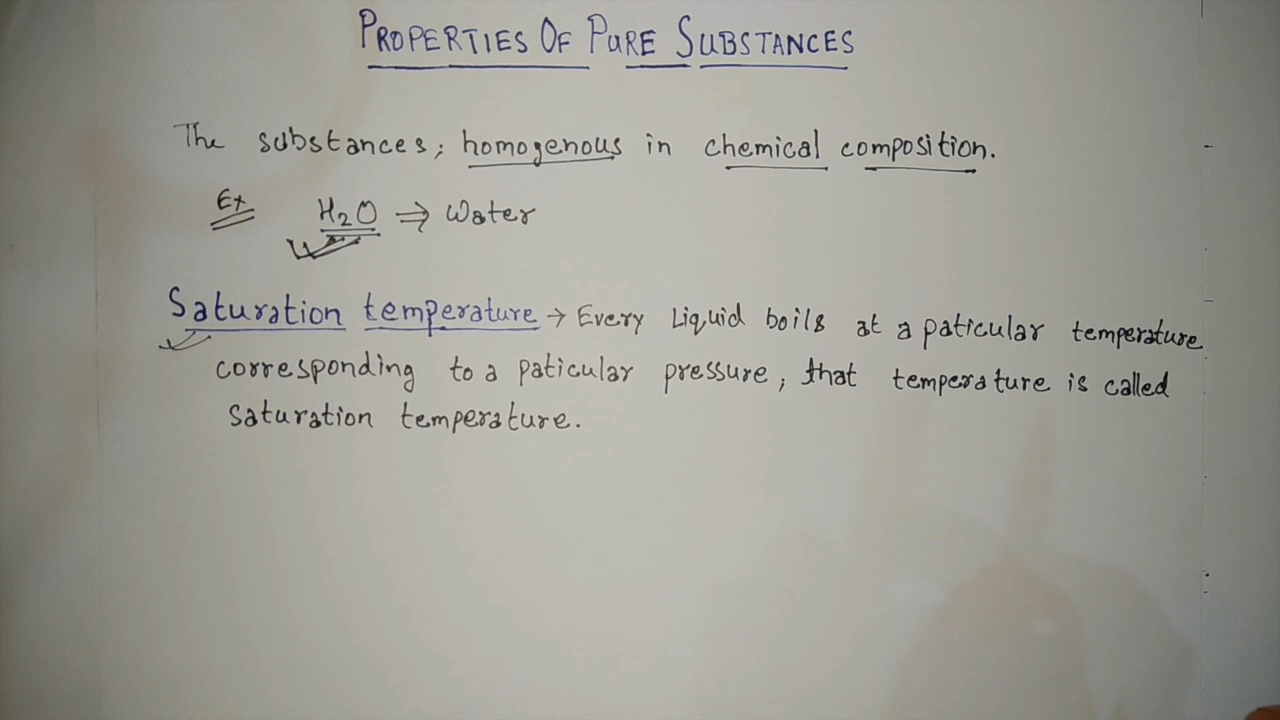 PROPERTIES OF PURE SUBSTANCES
The substances; homogenous in chemical composition.
Ex H₂O ⇒ Water
Saturation temperature → Every Liquid boils at a paticular temperature
corresponding to a paticular pressure, that temperature is called
saturation temperature.